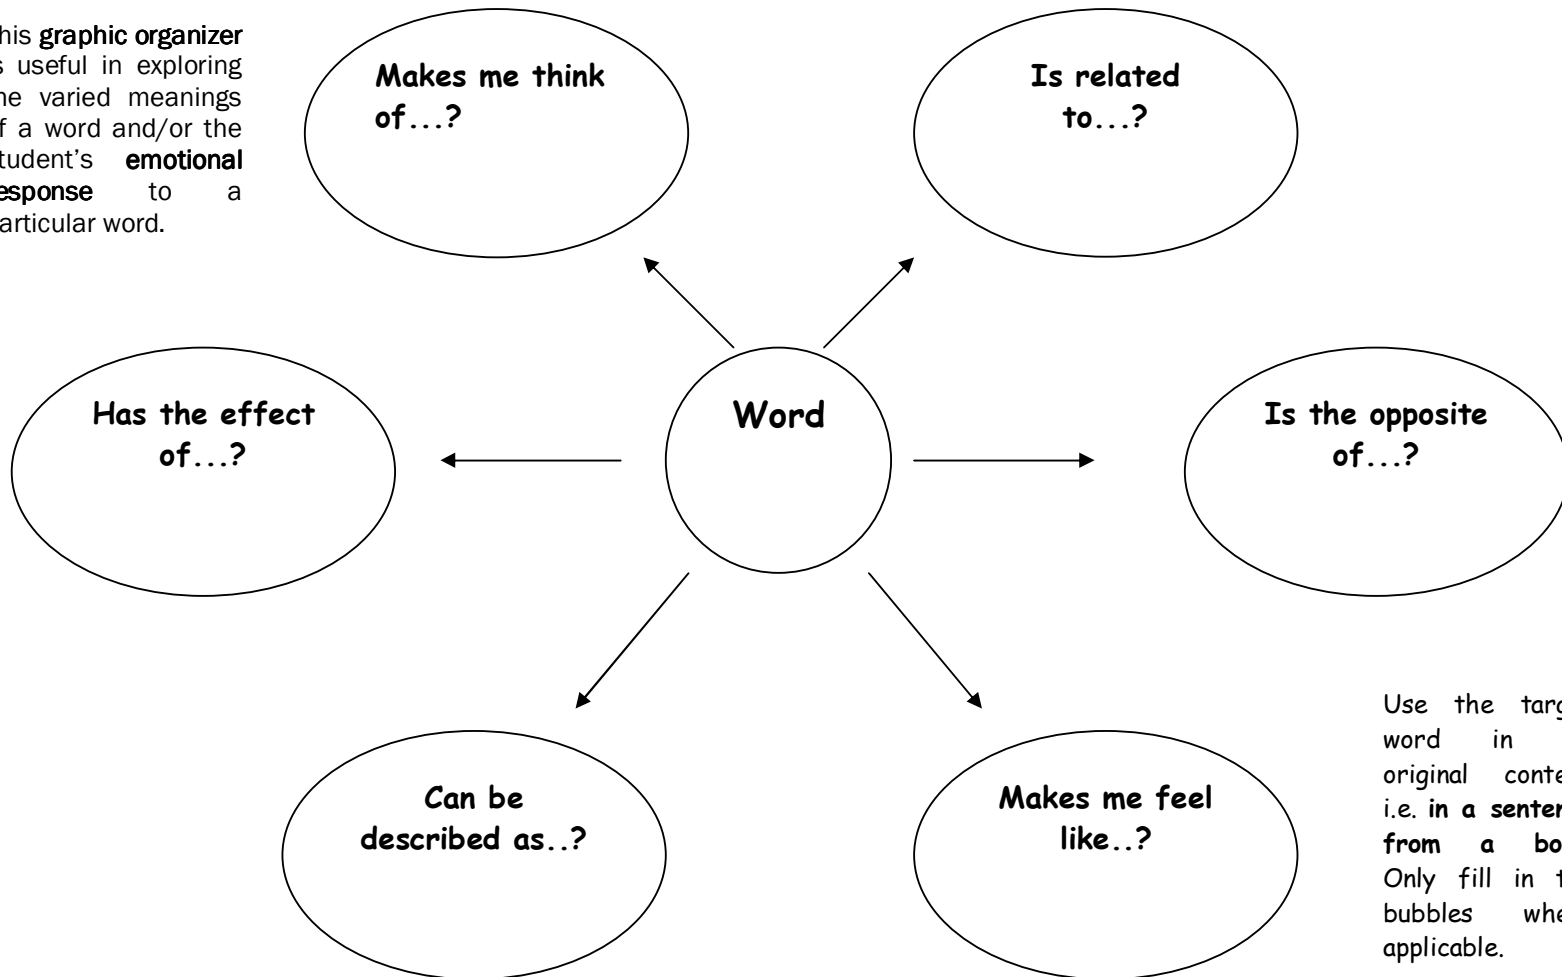 his graphic organizer
s useful in exploring
he varied meanings
f a word and/or the
tudent's emotional
esponse to a
articular word.
Makes me think
of...?
Is related
to...?
Has the effect
of...?
Word
Is the opposite
of...?
Can be
described as..?
Makes me feel
like..?
Use the targ
word in
original conte
i.e. in a senten
from a bo
Only fill in t
bubbles whe
applicable.